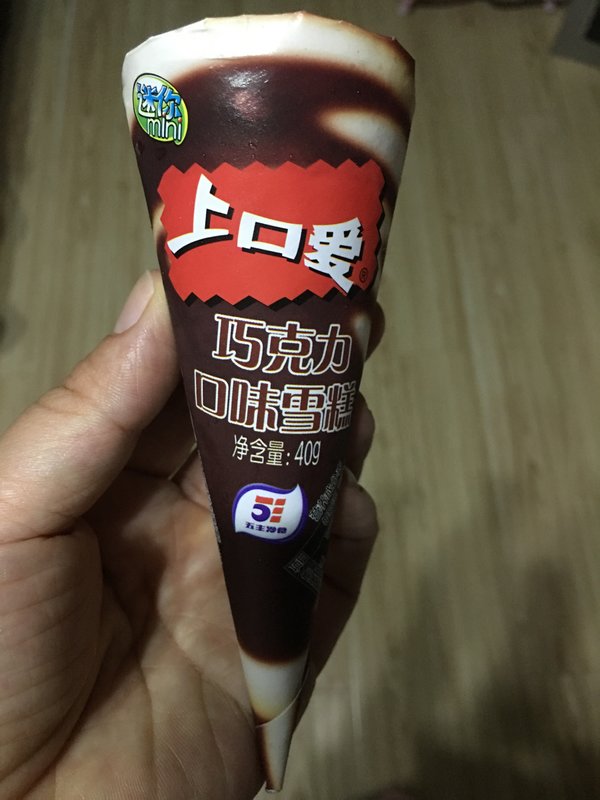 迷你
mini
上口爱®
巧克力
口味雪糕
净含量:40g
五丰冷食